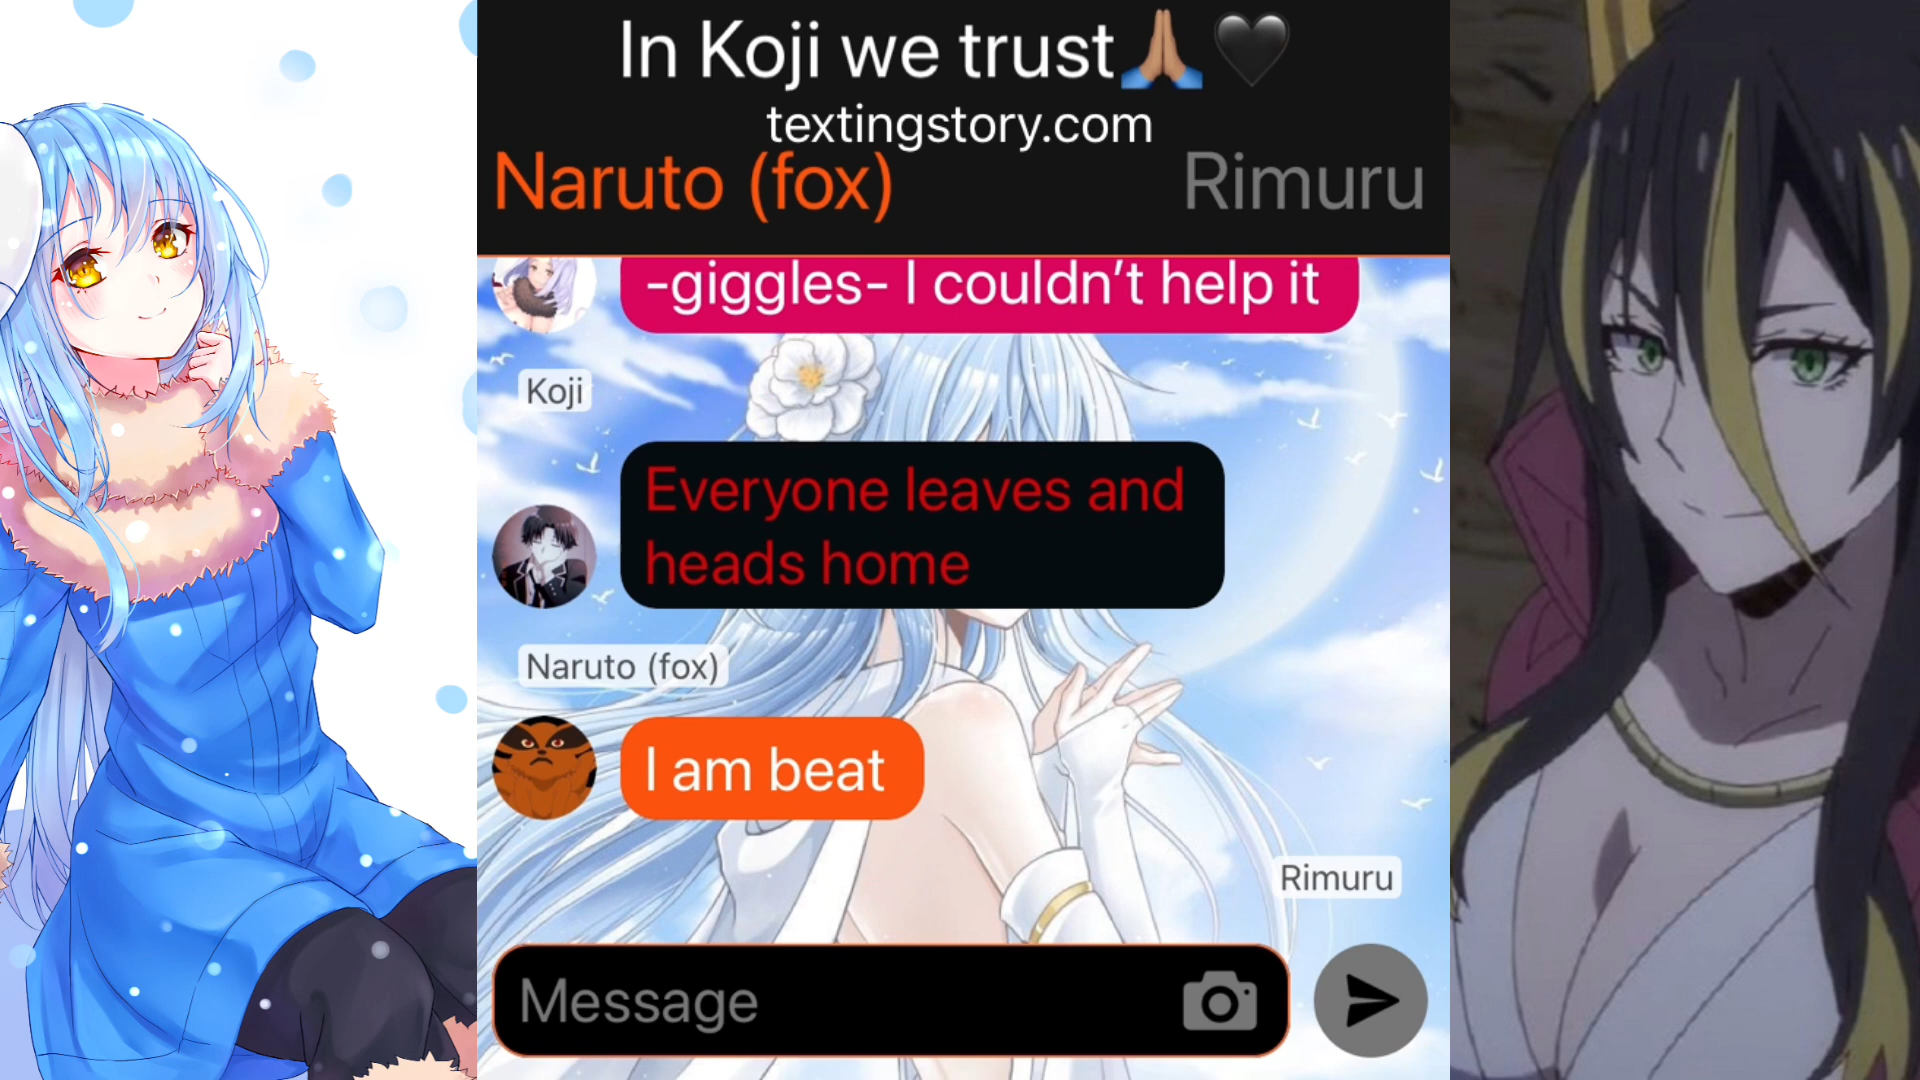 In Koji we trust🙏🏽🖤
textingstory.com
Naruto (fox)
Rimuru
-giggles- I couldn’t help it
Koji
Everyone leaves and
heads home
Naruto (fox)
I am beat
Rimuru
Message